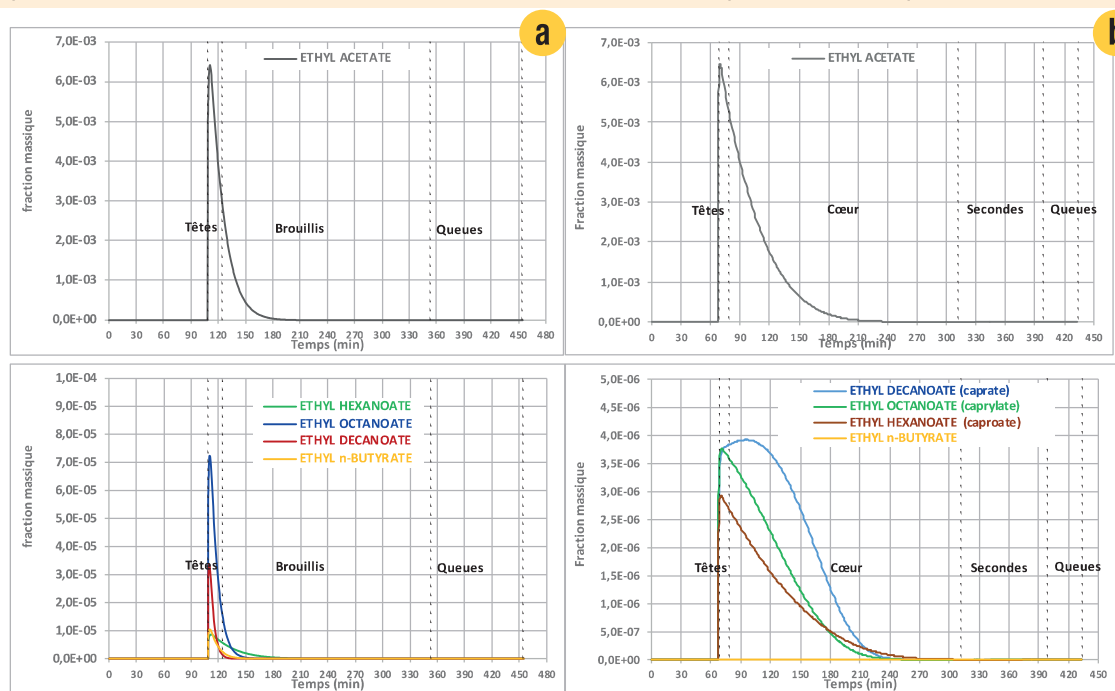 a
7,0E-03
6,0E-03
5,0E-03
4,0E-03
3,0E-03
2,0E-03
1,0E-03
0,0E+00
fraction massique
ETHYL ACETATE
Têtes
Brouillis
Queues
0 30 60 90 120 150 180 210 240 270 300 330 360 390 420 450 480
Temps (min)
b
7,0E-03
6,0E-03
5,0E-03
4,0E-03
3,0E-03
2,0E-03
1,0E-03
0,0E+00
Fraction massique
ETHYL ACETATE
Têtes
Cœur
Secondes
Queues
0 30 60 90 120 150 180 210 240 270 300 330 360 390 420 450
Temps (min)
1,0E-04
9,0E-05
8,0E-05
7,0E-05
6,0E-05
5,0E-05
4,0E-05
3,0E-05
2,0E-05
1,0E-05
0,0E+00
fraction massique
ETHYL HEXANOATE
ETHYL OCTANOATE
ETHYL DECANOATE
ETHYL n-BUTYRATE
Têtes
Brouillis
Queues
0 30 60 90 120 150 180 210 240 270 300 330 360 390 420 450 480
Temps (min)
5,0E-06
4,5E-06
4,0E-06
3,5E-06
3,0E-06
2,5E-06
2,0E-06
1,5E-06
1,0E-06
5,0E-07
0,0E+00
Fraction massique
ETHYL DECANOATE (caprate)
ETHYL OCTANOATE (caprylate)
ETHYL HEXANOATE (caproate)
ETHYL n-BUTYRATE
Têtes
Cœur
Secondes
Queues
0 30 60 90 120 150 180 210 240 270 300 330 360 390 420 450
Temps (min)